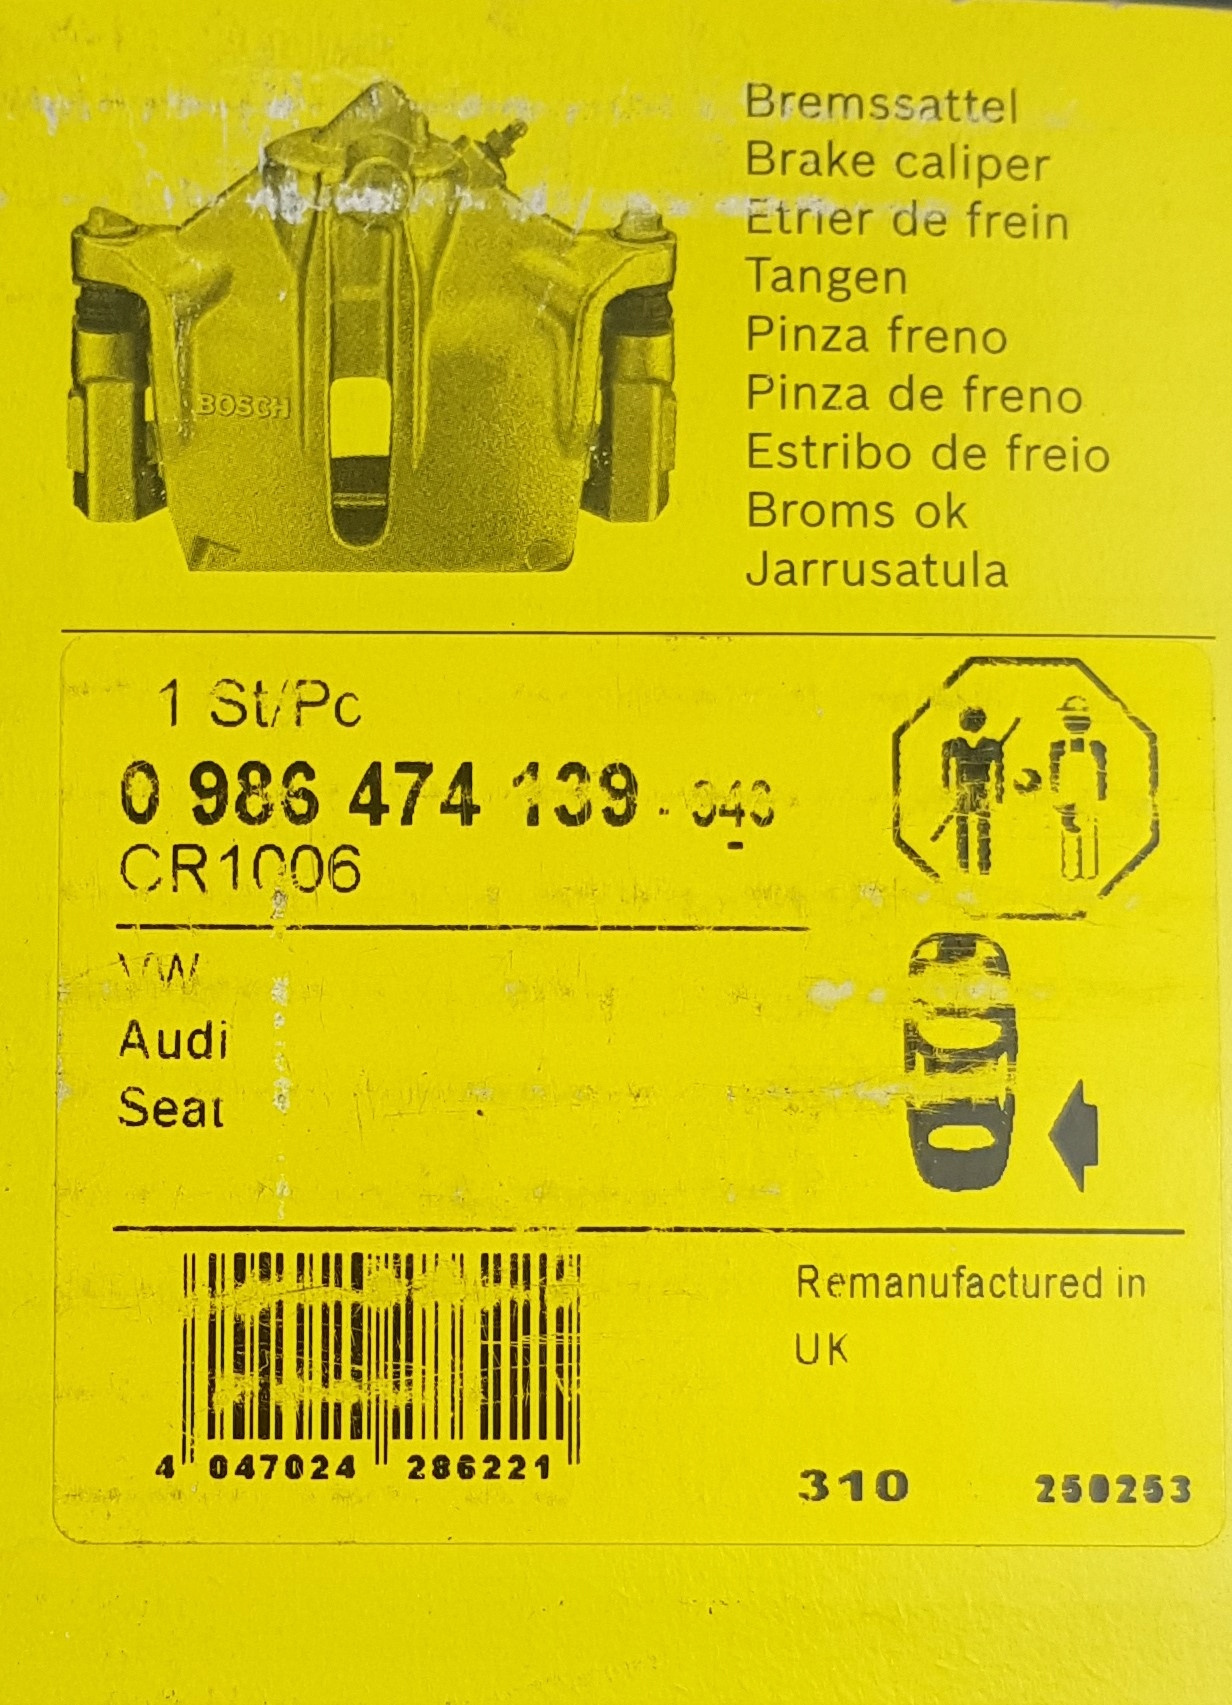 Bremssattel
Brake caliper
Etrier de frein
Tangen
Pinza freno
Pinza de freno
Estribo de freio
Broms ok
Jarrusatula
BOSCH
1 St/Pc
0 986 474 139 -
CR1006
VW
Audi
Seat
4 047024 286221
Remanufactured in
UK
310 250253